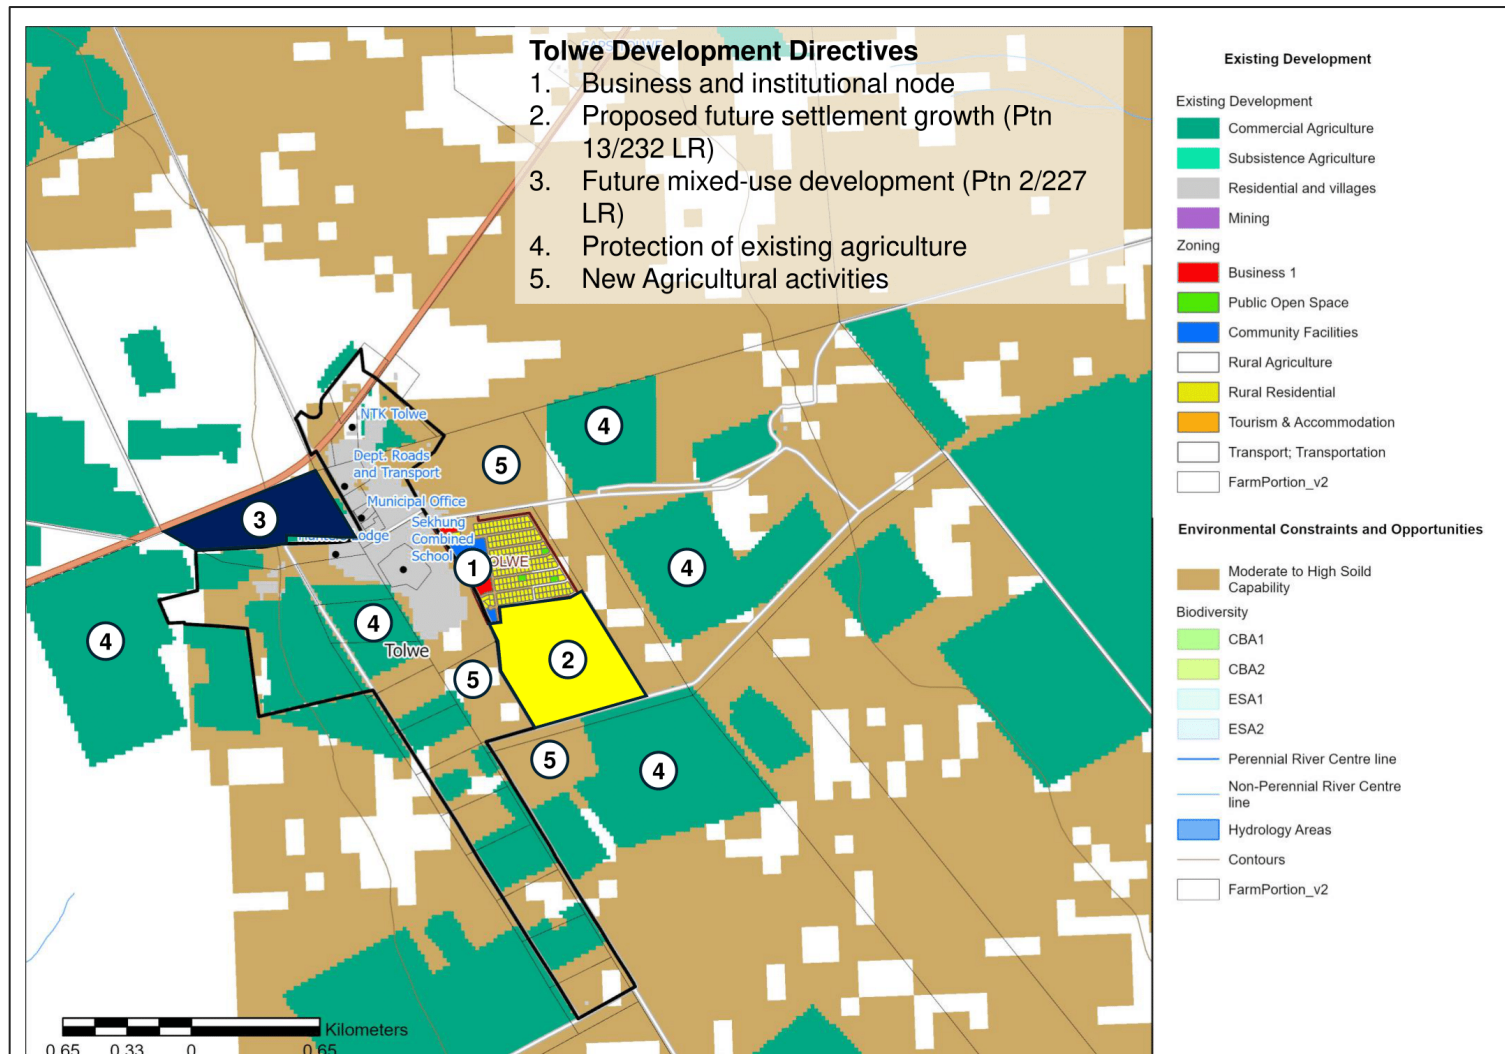 Tolwe Development Directives
1. Business and institutional node
2. Proposed future settlement growth (Ptn
13/232 LR)
3. Future mixed-use development (Ptn 2/227
LR)
4. Protection of existing agriculture
5. New Agricultural activities
NTK Tolwe
Dept. Roads
and Transport
Municipal Office
Sekhung
Combined
School
Tolwe
4
5
3
1
4
4
4
2
5
5
4
Kilometers
0.65 0.33 0 0.65
Existing Development
Existing Development
Commercial Agriculture
Subsistence Agriculture
Residential and villages
Mining
Zoning
Business 1
Public Open Space
Community Facilities
Rural Agriculture
Rural Residential
Tourism & Accommodation
Transport; Transportation
FarmPortion_v2
Environmental Constraints and Opportunities
Moderate to High Soild
Capability
Biodiversity
CBA1
CBA2
ESA1
ESA2
Perennial River Centre line
Non-Perennial River Centre
line
Hydrology Areas
Contours
FarmPortion_v2